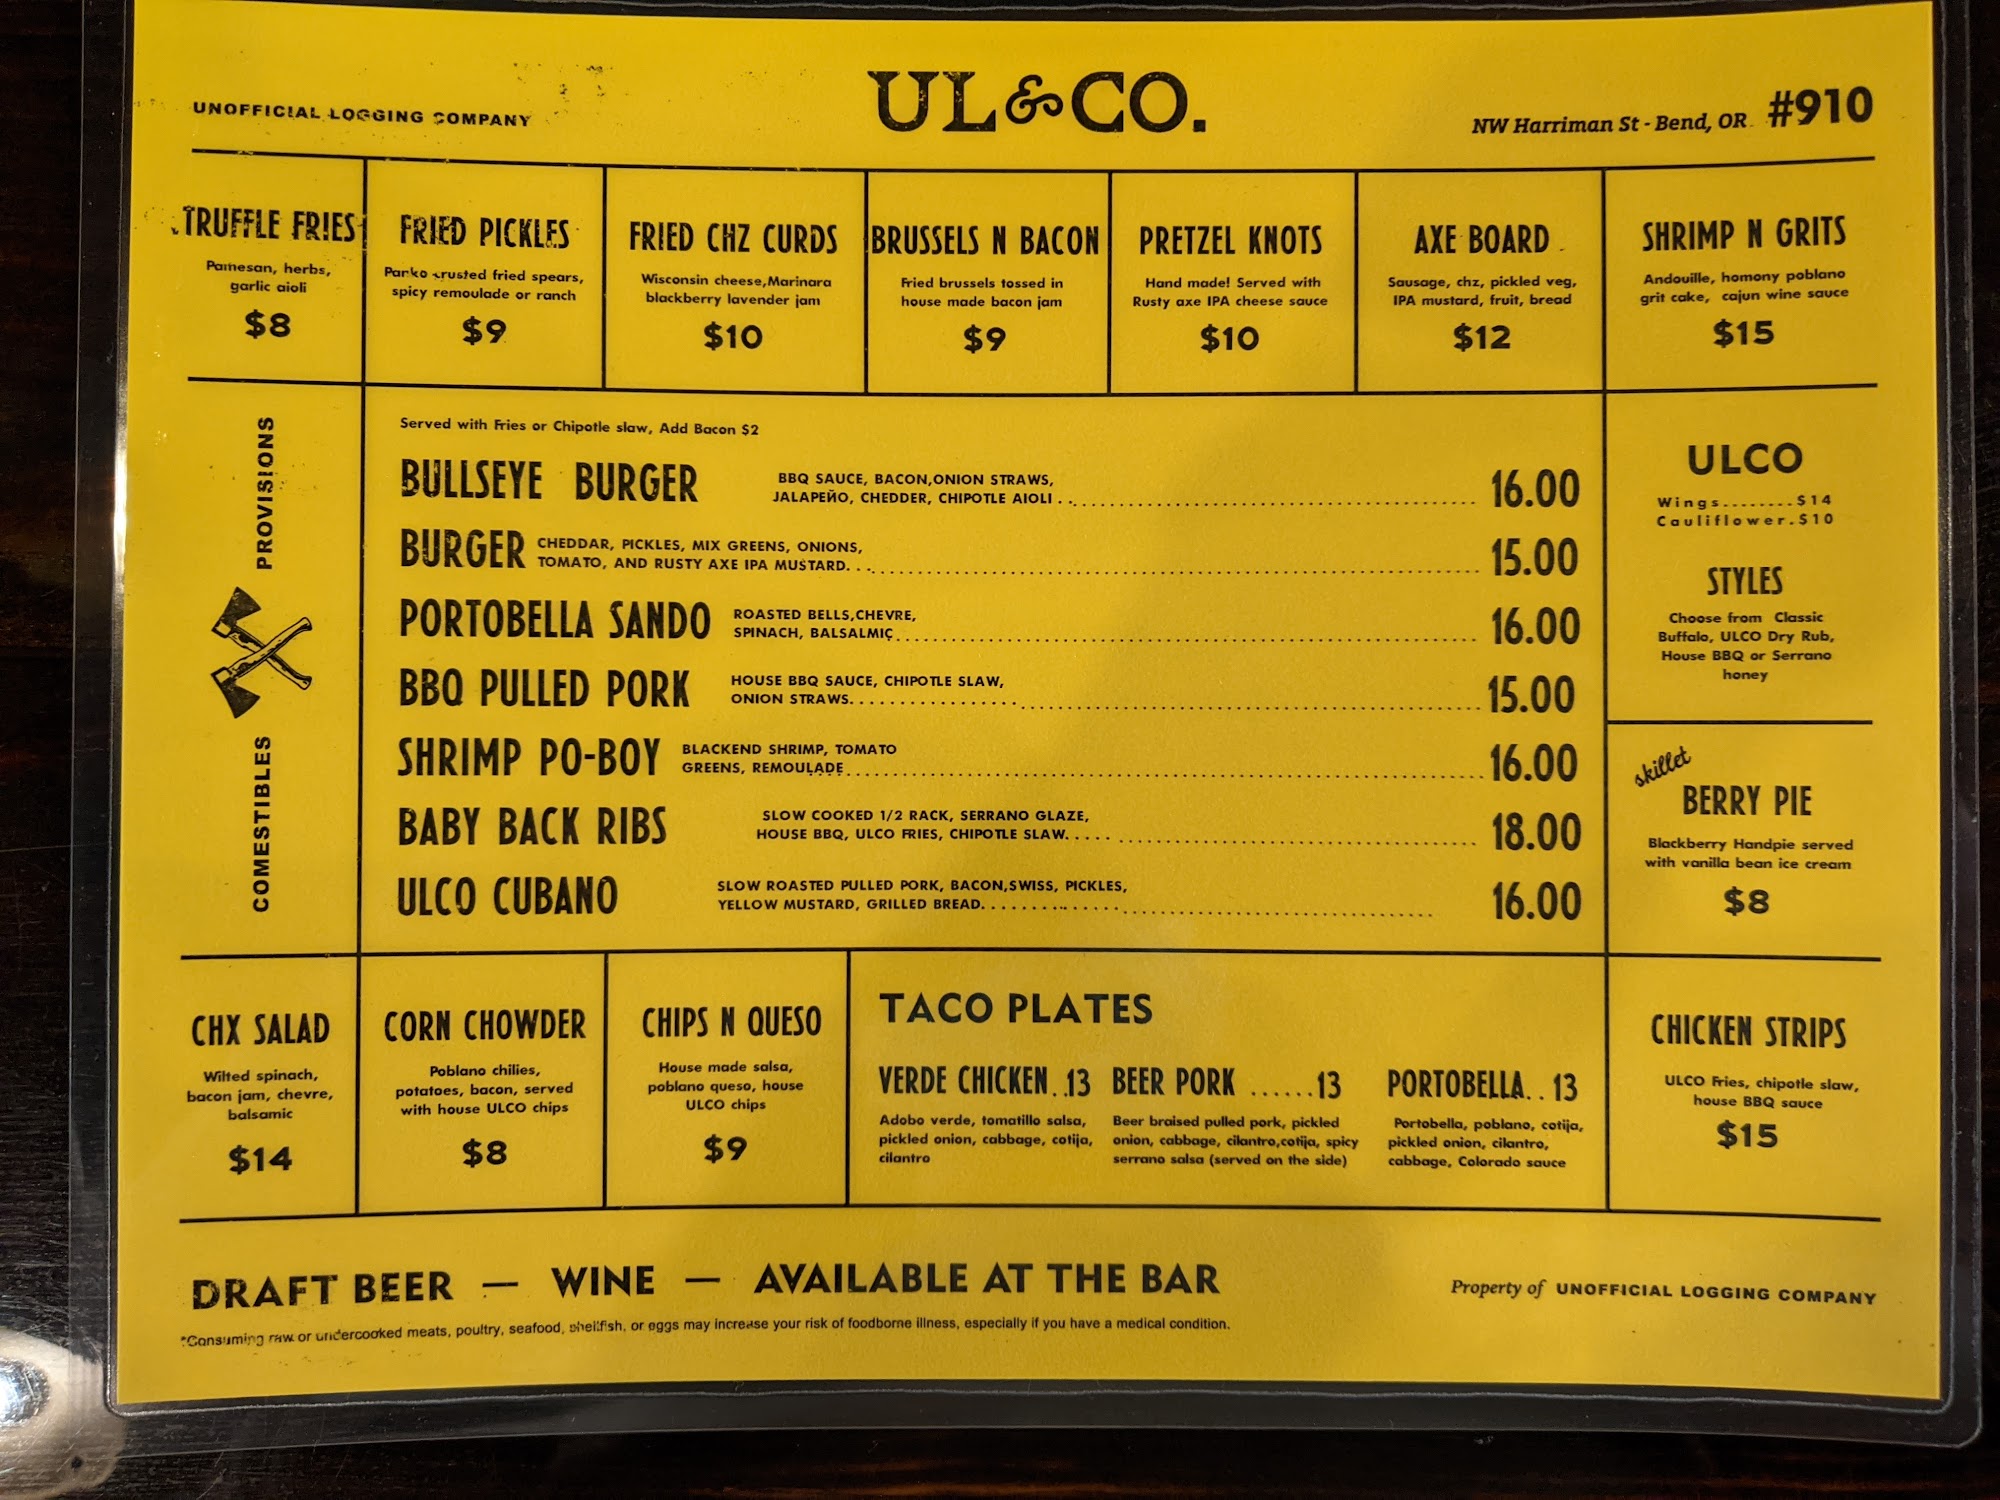 UNOFFICIAL LOGGING COMPANY
UL&CO.
NW Harriman St - Bend, OR #910
TRUFFLE FRIES
Parmesan, herbs,
garlic aioli
$8
FRIED PICKLES
Panko crusted fried spears,
spicy remoulade or ranch
$9
FRIED CHZ CURDS
Wisconsin cheese,Marinara
blackberry lavender jam
$10
BRUSSELS N BACON
Fried brussels tossed in
house made bacon jam
$9
PRETZEL KNOTS
Hand made! Served with
Rusty axe IPA cheese sauce
$10
AXE BOARD
Sausage, chz, pickled veg,
IPA mustard, fruit, bread
$12
SHRIMP N GRITS
Andouille, homony poblano
grit cake, cajun wine sauce
$15
PROVISIONS
COMESTIBLES
Served with Fries or Chipotle slaw, Add Bacon $2
BULLSEYE BURGER
BBQ SAUCE, BACON,ONION STRAWS,
JALAPEÑO, CHEDDER, CHIPOTLE AIOLI
16.00
BURGER
CHEDDAR, PICKLES, MIX GREENS, ONIONS,
TOMATO, AND RUSTY AXE IPA MUSTARD
15.00
PORTOBELLA SANDO
ROASTED BELLS,CHEVRE,
SPINACH, BALSALMIC
16.00
BBQ PULLED PORK
HOUSE BBQ SAUCE, CHIPOTLE SLAW,
ONION STRAWS
15.00
SHRIMP PO-BOY
BLACKEND SHRIMP, TOMATO
GREENS, REMOULADE
16.00
BABY BACK RIBS
SLOW COOKED 1/2 RACK, SERRANO GLAZE,
HOUSE BBQ, ULCO FRIES, CHIPOTLE SLAW
18.00
ULCO CUBANO
SLOW ROASTED PULLED PORK, BACON,SWISS, PICKLES,
YELLOW MUSTARD, GRILLED BREAD
16.00
ULCO
Wings........$14
Cauliflower.$10
STYLES
Choose from Classic
Buffalo, ULCO Dry Rub,
House BBQ or Serrano
honey
skillet
BERRY PIE
Blackberry Handpie served
with vanilla bean ice cream
$8
CHX SALAD
Wilted spinach,
bacon jam, chevre,
balsamic
$14
CORN CHOWDER
Poblano chilies,
potatoes, bacon, served
with house ULCO chips
$8
CHIPS N QUESO
House made salsa,
poblano queso, house
ULCO chips
$9
TACO PLATES
VERDE CHICKEN..13
Adobo verde, tomatillo salsa,
pickled onion, cabbage, cotija,
cilantro
BEER PORK ......13
Beer braised pulled pork, pickled
onion, cabbage, cilantro,cotija, spicy
serrano salsa (served on the side)
PORTOBELLA..13
Portobella, poblano, cotija,
pickled onion, cilantro,
cabbage, Colorado sauce
CHICKEN STRIPS
ULCO Fries, chipotle slaw,
house BBQ sauce
$15
DRAFT BEER — WINE — AVAILABLE AT THE BAR
Property of UNOFFICIAL LOGGING COMPANY
*Consuming raw or undercooked meats, poultry, seafood, shellfish, or eggs may increase your risk of foodborne illness, especially if you have a medical condition.